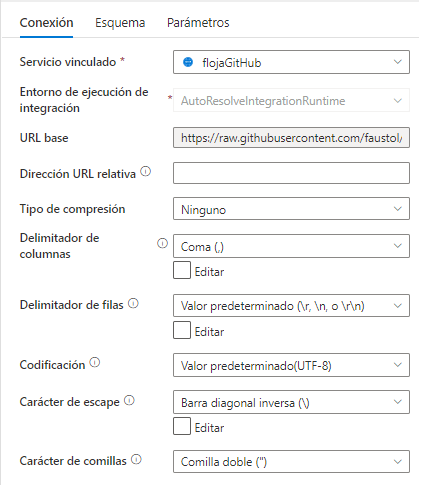 Conexión Esquema Parámetros
Servicio vinculado * flojaGitHub
Entorno de ejecución de
integración * AutoResolveIntegrationRuntime
URL base https://raw.githubusercontent.com/faustol/
Dirección URL relativa
Tipo de compresión Ninguno
Delimitador de
columnas Coma (,)
Editar
Delimitador de filas Valor predeterminado (\r, \n, o \r\n)
Editar
Codificación Valor predeterminado(UTF-8)
Carácter de escape Barra diagonal inversa (\)
Editar
Carácter de comillas Comilla doble (")